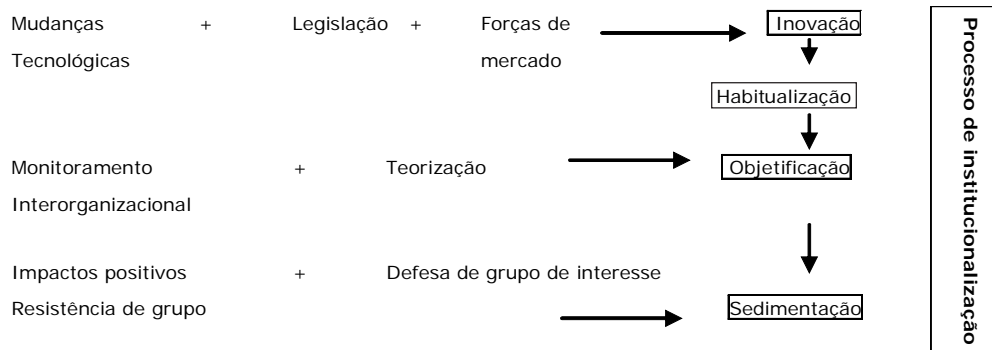 Mudanças + Legislação + Forças de Inovação
Tecnológicas mercado
Habitualização
Monitoramento + Teorização Objetificação
Interorganizacional
Impactos positivos + Defesa de grupo de interesse
Resistência de grupo Sedimentação
Processo de institucionalização